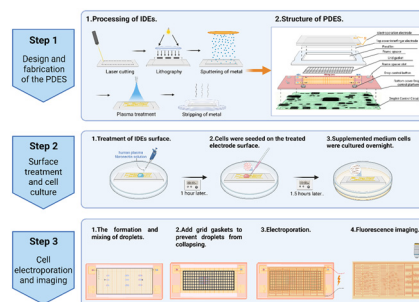 Step 1
Design and
fabrication
of the PDES
1.Processing of IDEs.
Laser cutting
Lithography
Sputtering of metal
Plasma treatment
Stripping of metal
2.Structure of PDES.
Step 2
Surface
treatment
and cell
culture
1.Treatment of IDEs surface.
human plasma
fibronectin solution
1 hour later..
2.Cells were seeded on the treated
electrode surface.
1.5 hours later..
3.Supplemented medium cells
were cultured overnight.
Step 3
Cell
electroporation
and imaging
1.The formation and
mixing of droplets.
2.Add grid gaskets to
prevent droplets from
collapsing.
3.Electroporation.
4.Fluorescence imaging.